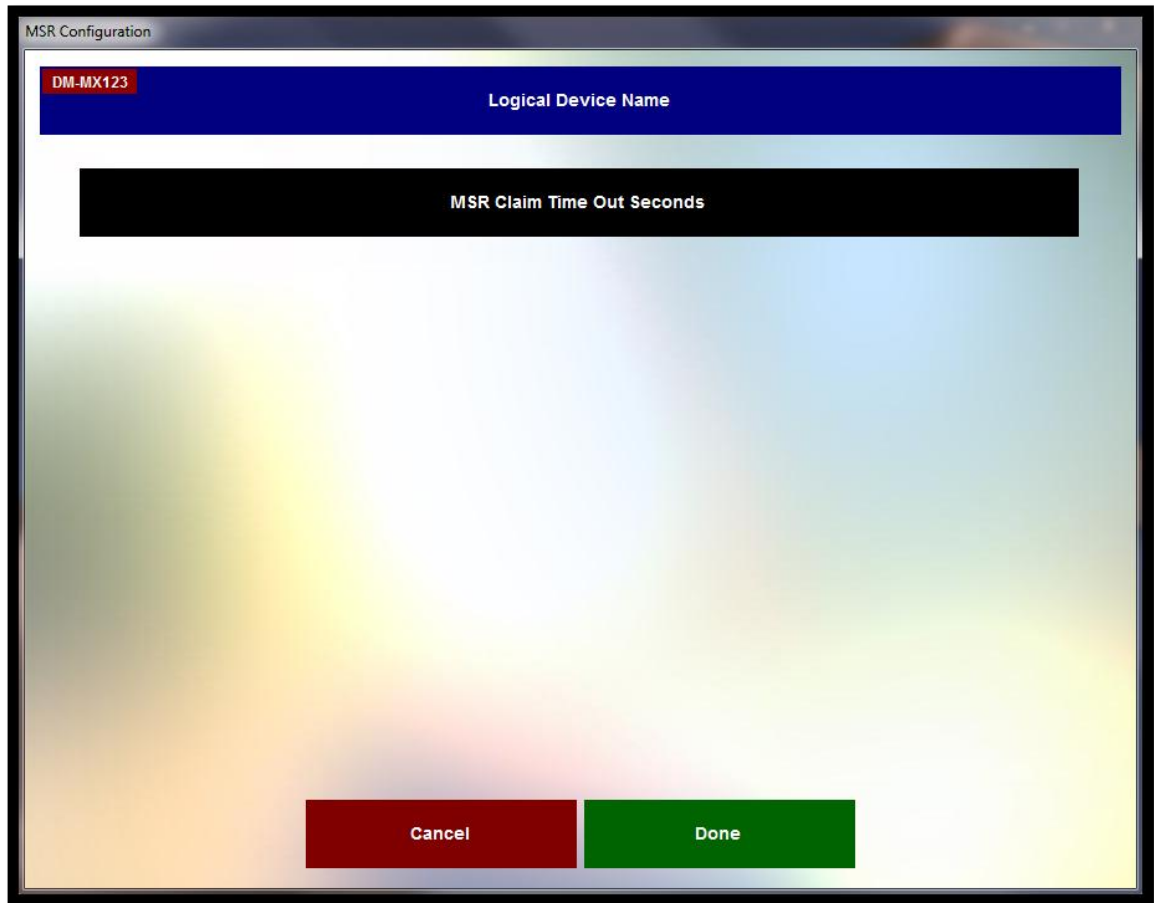 MSR Configuration
DM-MX123
Logical Device Name
MSR Claim Time Out Seconds
Cancel Done